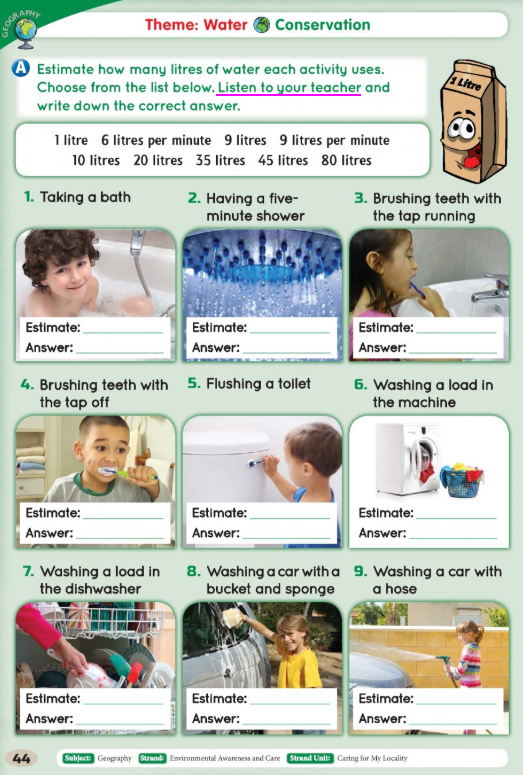 GEOGRAPHY
Theme: Water Conservation
A Estimate how many litres of water each activity uses.
Choose from the list below. Listen to your teacher and
write down the correct answer.
1 Litre
1 litre 6 litres per minute 9 litres 9 litres per minute
10 litres 20 litres 35 litres 45 litres 80 litres
1. Taking a bath
Estimate:
Answer:
2. Having a five-
minute shower
Estimate:
Answer:
3. Brushing teeth with
the tap running
Estimate:
Answer:
4. Brushing teeth with
the tap off
Estimate:
Answer:
5. Flushing a toilet
Estimate:
Answer:
6. Washing a load in
the machine
Estimate:
Answer:
7. Washing a load in
the dishwasher
Estimate:
Answer:
8. Washing a car with a
bucket and sponge
Estimate:
Answer:
9. Washing a car with
a hose
Estimate:
Answer:
44
Subject: Geography Strand: Environmental Awareness and Care Strand Unit: Caring for My Locality